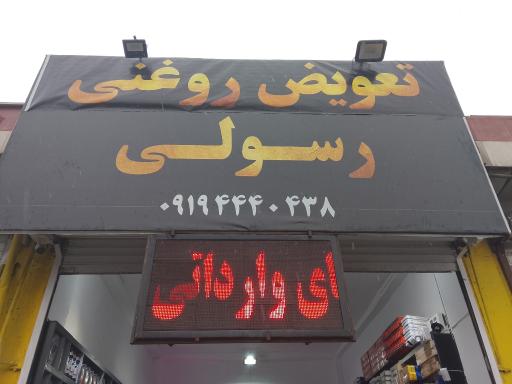 تعویض روغنی
رسولی
۰۹۱۹۴۴۴۰۴۳۸
ای وارداتی